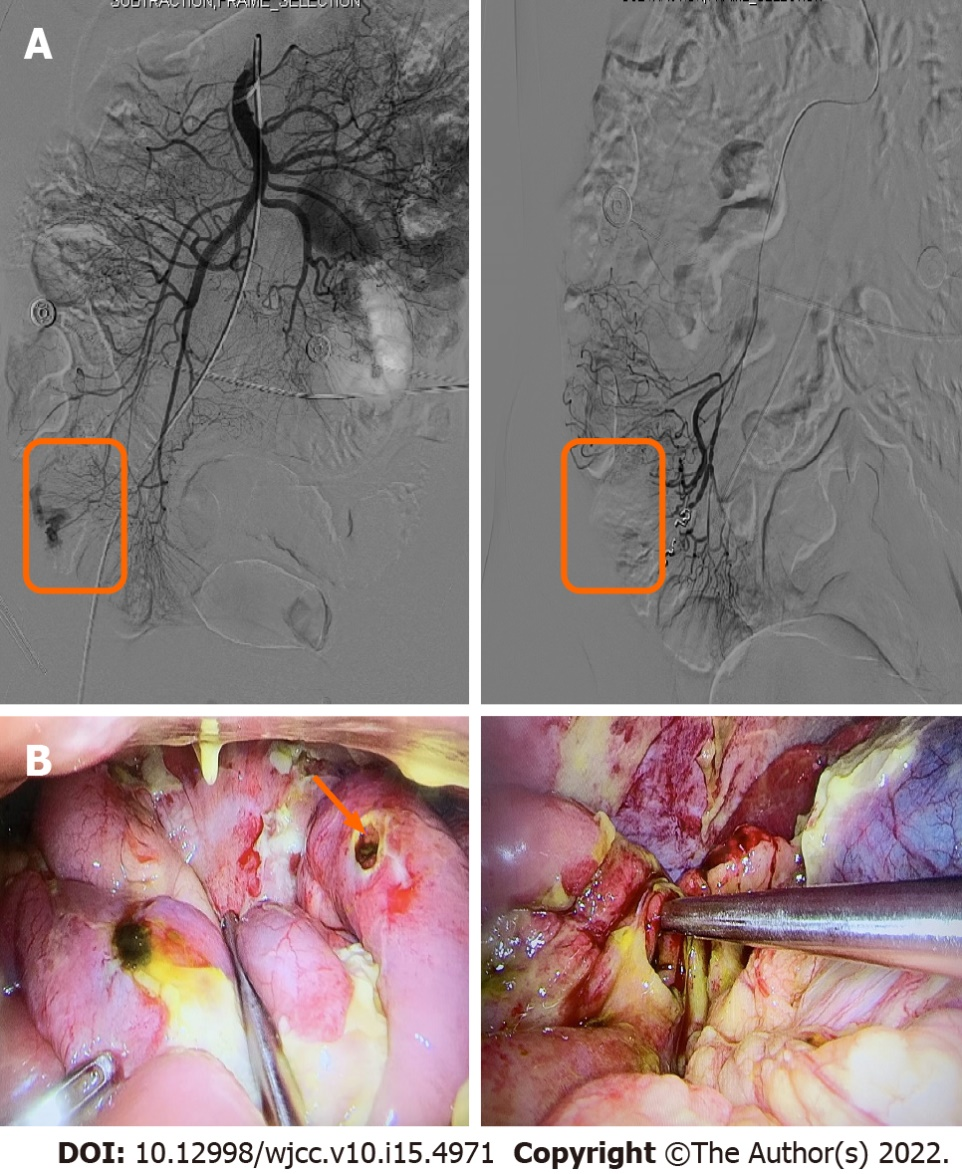 SUBTRACTION,FRAME_SELECTION
A
B
DOI: 10.12998/wjcc.v10.i15.4971 Copyright ©The Author(s) 2022.